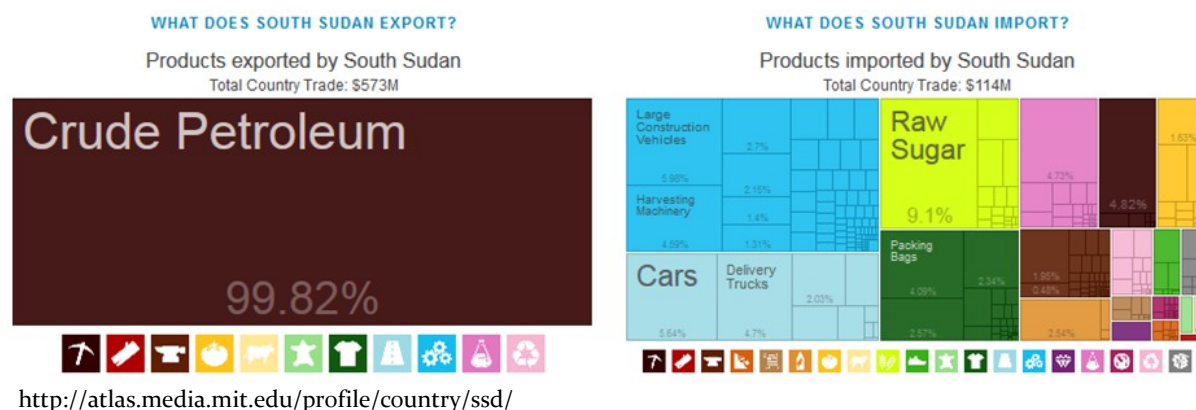 WHAT DOES SOUTH SUDAN EXPORT?
Products exported by South Sudan
Total Country Trade: $573M
Crude Petroleum
99.82%
WHAT DOES SOUTH SUDAN IMPORT?
Products imported by South Sudan
Total Country Trade: $114M
Large
Construction
Vehicles
5.98%
Harvesting
Machinery
4.59%
2.7%
2.15%
1.4%
1.31%
Raw
Sugar
9.1%
4.73%
4.82%
1.63%
Cars
5.64%
Delivery
Trucks
4.7%
2.03%
Packing
Bags
4.09%
2.34%
2.57%
1.95%
0.48%
2.54%
http://atlas.media.mit.edu/profile/country/ssd/